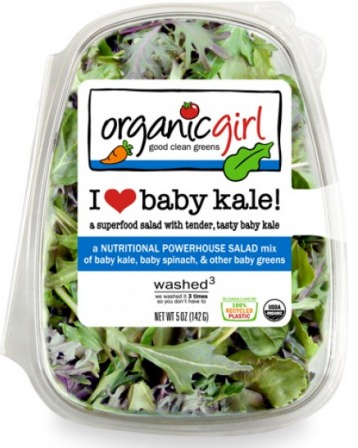 organicgirl
good clean greens
I ♥ baby kale!
a superfood salad with tender, tasty baby kale
a NUTRITIONAL POWERHOUSE SALAD mix
of baby kale, baby spinach, & other baby greens
washed³
we washed it 3 times
so you don't have to
100%
RECYCLED
PLASTIC
USDA
ORGANIC
NET WT 5 OZ (142 G)